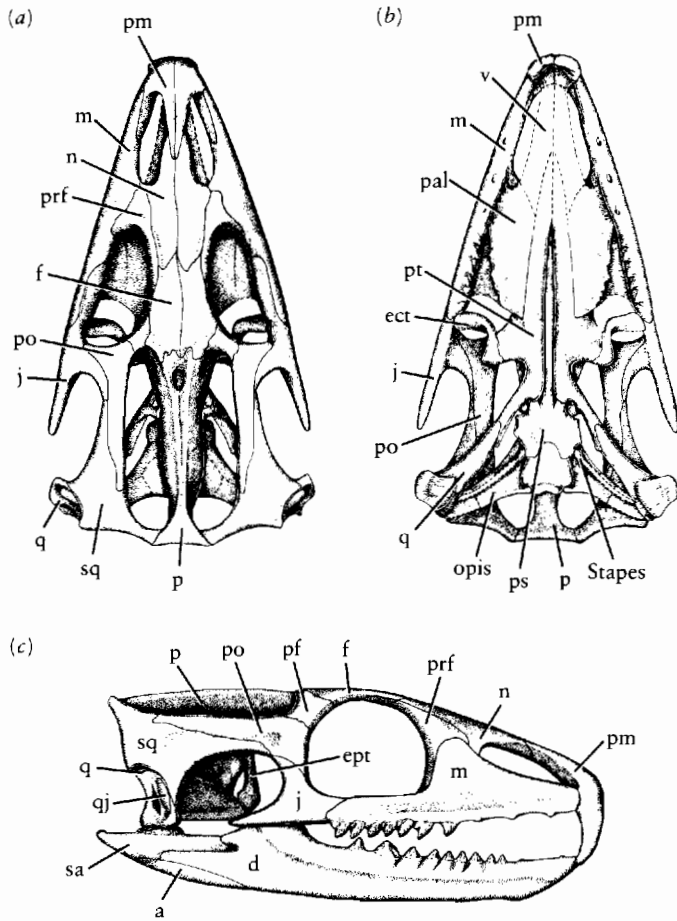 (a)
pm
m
n
prf
f
po
j
q
sq
p
(b)
pm
v
m
pal
pt
ect
j
po
q
opis
ps
p
Stapes
(c)
p
po
pf
f
prf
n
pm
sq
q
qj
ept
j
m
sa
a
d